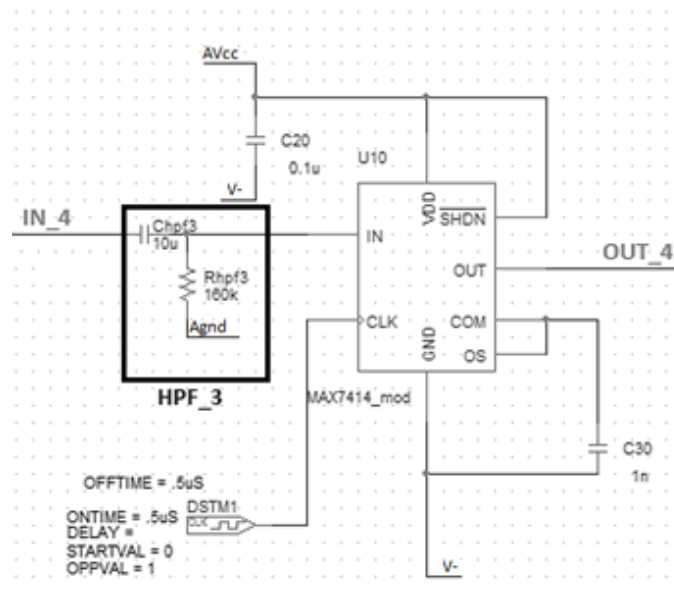 AVcc
C20
0.1u
V-
U10
IN_4
Chpf3
10u
Rhpf3
160k
Agnd
HPF_3
VDD
SHDN
IN
OUT
OUT_4
CLK
COM
GND
OS
MAX7414_mod
C30
1n
OFFTIME = .5uS
ONTIME = .5uS
DSTM1
CLK
DELAY =
STARTVAL = 0
OPPVAL = 1
V-